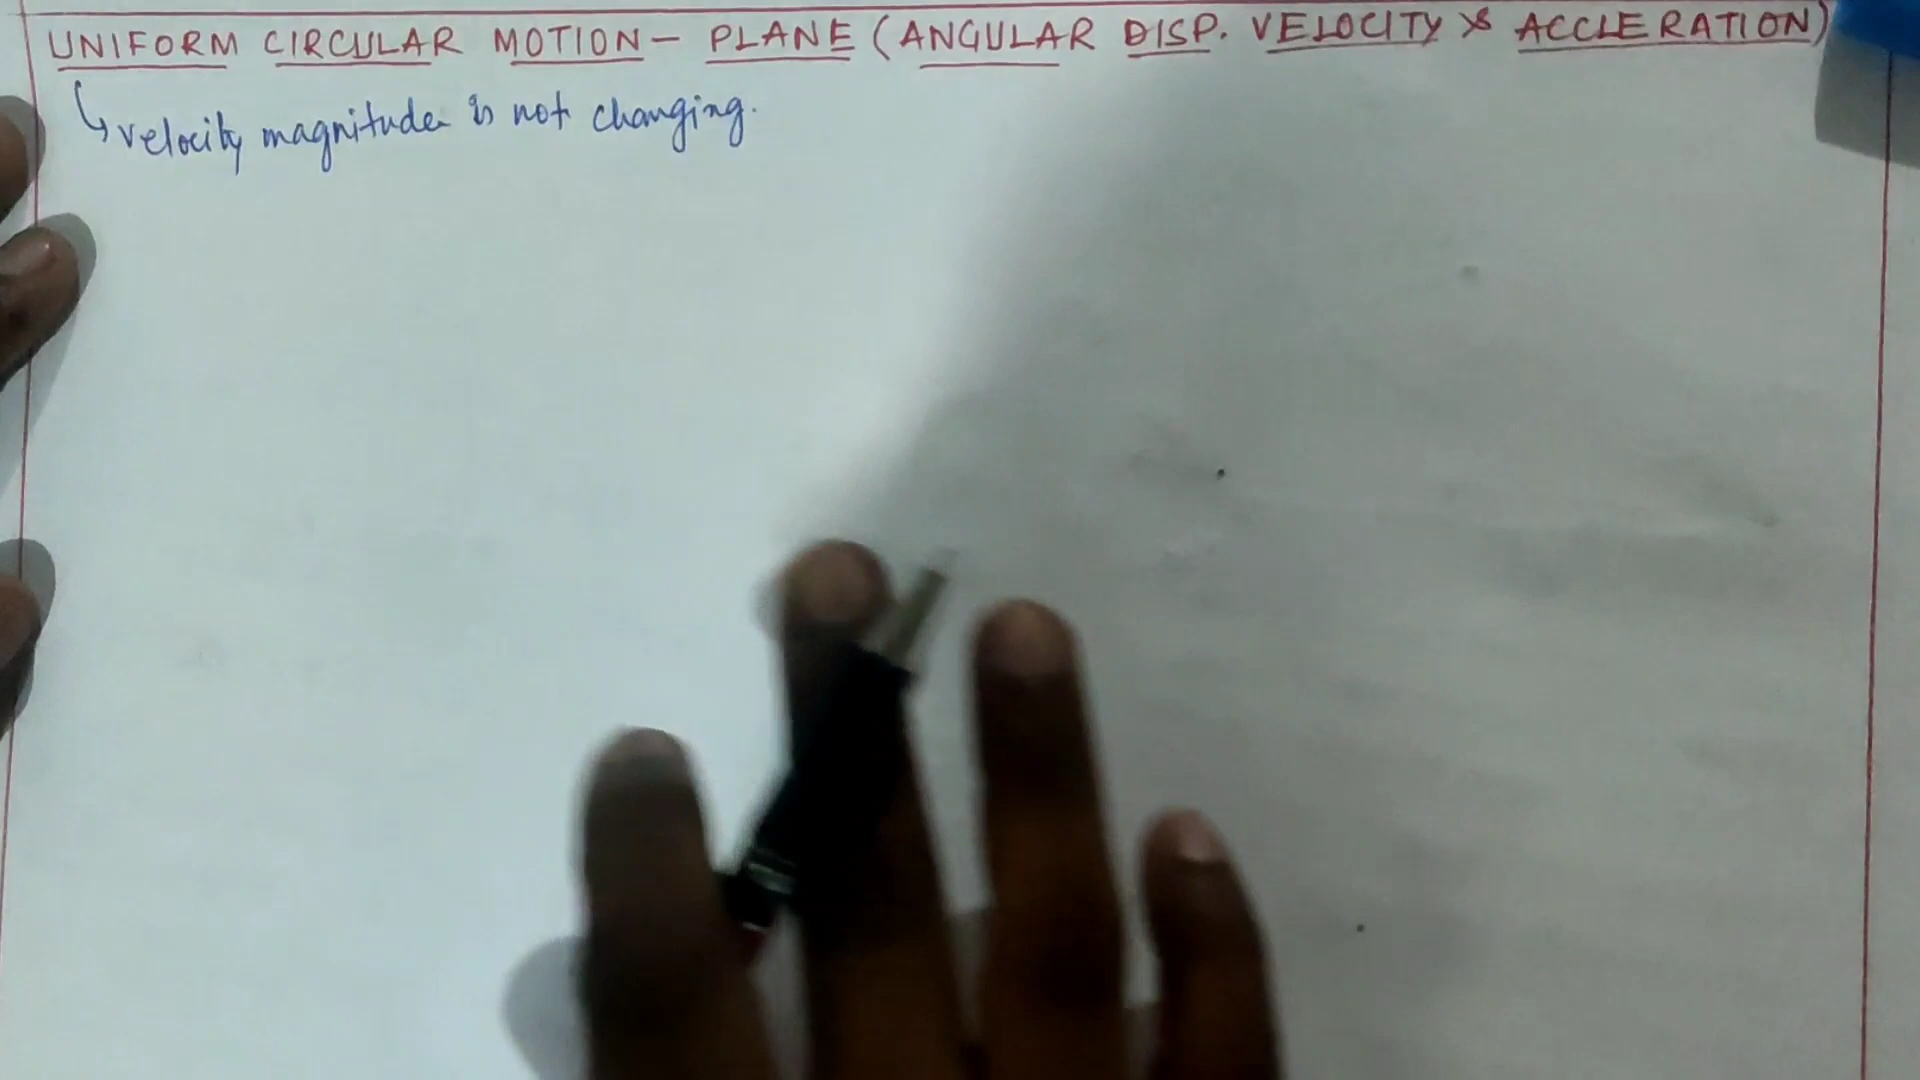 UNIFORM CIRCULAR MOTION - PLANE (ANGULAR DISP. VELOCITY & ACCLERATION)
↳ velocity magnitude is not changing.